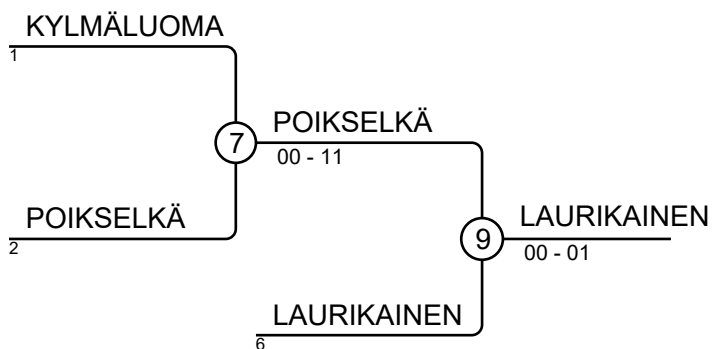 KYLMÄLUOMA
1
7
POIKSELKÄ
00 - 11
POIKSELKÄ
2
9
LAURIKAINEN
00 - 01
LAURIKAINEN
6